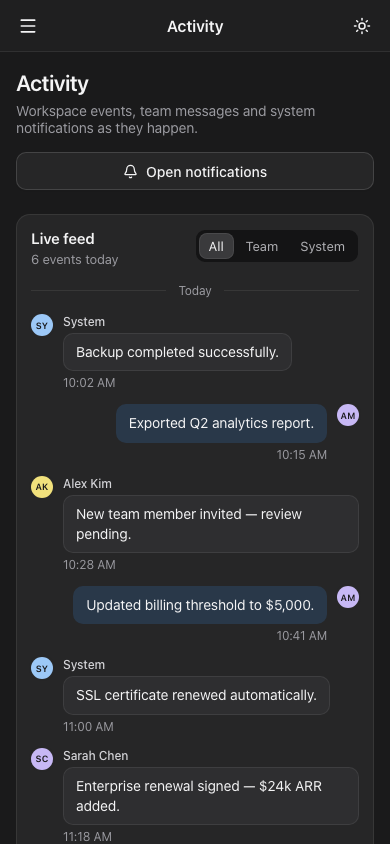 Activity
Activity
Workspace events, team messages and system
notifications as they happen.
Open notifications
Live feed
6 events today
All
Team
System
Today
SY
System
Backup completed successfully.
10:02 AM
Exported Q2 analytics report.
AM
10:15 AM
AK
Alex Kim
New team member invited — review
pending.
10:28 AM
Updated billing threshold to $5,000.
AM
10:41 AM
SY
System
SSL certificate renewed automatically.
11:00 AM
SC
Sarah Chen
Enterprise renewal signed — $24k ARR
added.
11:18 AM